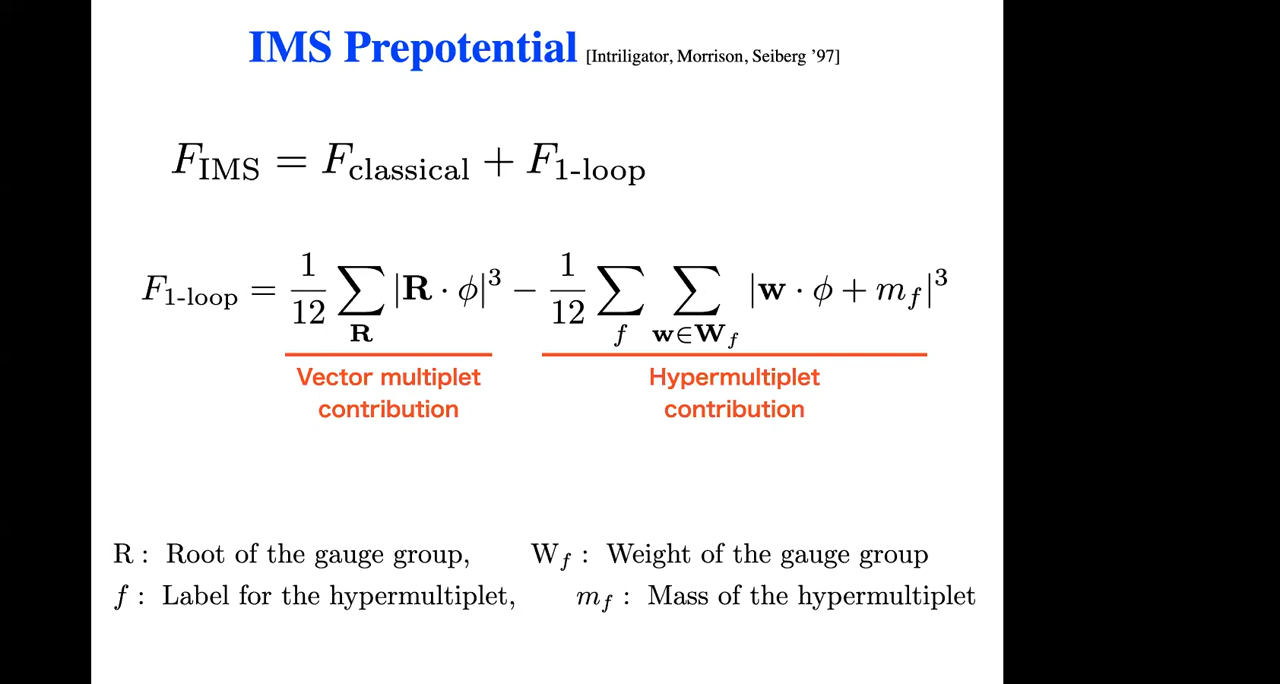 IMS Prepotential [Intriligator, Morrison, Seiberg '97]
F_IMS = F_classical + F_1-loop
F_1-loop = 1/12 ∑_R |R · ϕ|³ − 1/12 ∑_f ∑_{w∈W_f} |w · ϕ + m_f|³
Vector multiplet Hypermultiplet
contribution contribution
R : Root of the gauge group, W_f : Weight of the gauge group
f : Label for the hypermultiplet, m_f : Mass of the hypermultiplet